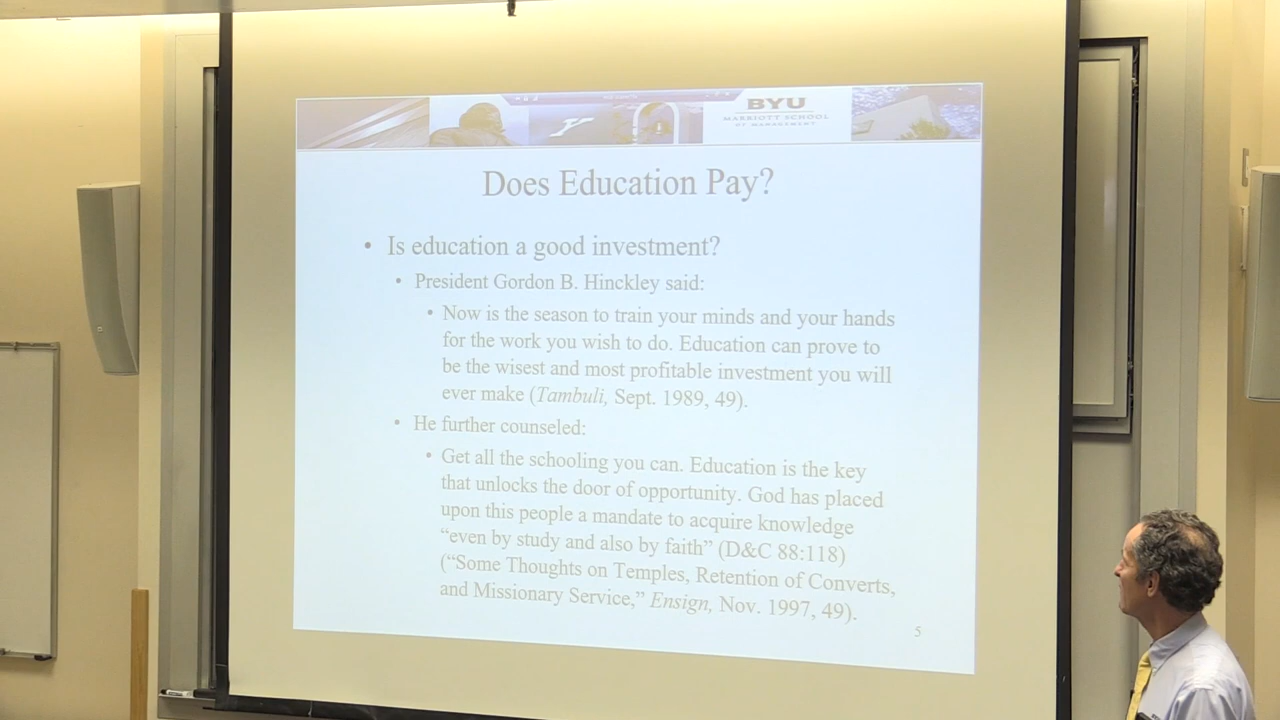 Y
BYU
MARRIOTT SCHOOL
OF MANAGEMENT
Does Education Pay?
• Is education a good investment?
• President Gordon B. Hinckley said:
• Now is the season to train your minds and your hands
for the work you wish to do. Education can prove to
be the wisest and most profitable investment you will
ever make (Tambuli, Sept. 1989, 49).
• He further counseled:
• Get all the schooling you can. Education is the key
that unlocks the door of opportunity. God has placed
upon this people a mandate to acquire knowledge
“even by study and also by faith” (D&C 88:118)
(“Some Thoughts on Temples, Retention of Converts,
and Missionary Service,” Ensign, Nov. 1997, 49).
5